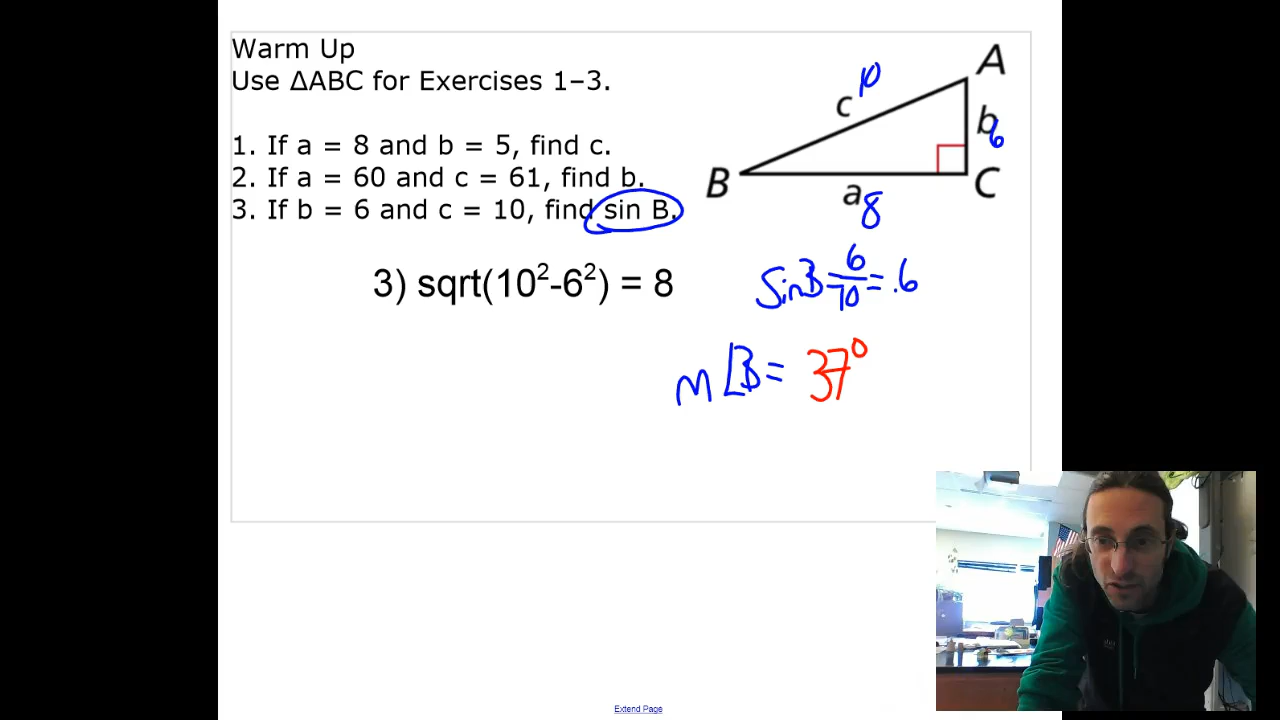 Warm Up
Use ΔABC for Exercises 1–3.
1. If a = 8 and b = 5, find c.
2. If a = 60 and c = 61, find b.
3. If b = 6 and c = 10, find sin B.
A
c 10
b 6
B
C
a 8
3) sqrt(10²-6²) = 8
sinB = 6/10 = .6
m∠B = 37°
Extend Page